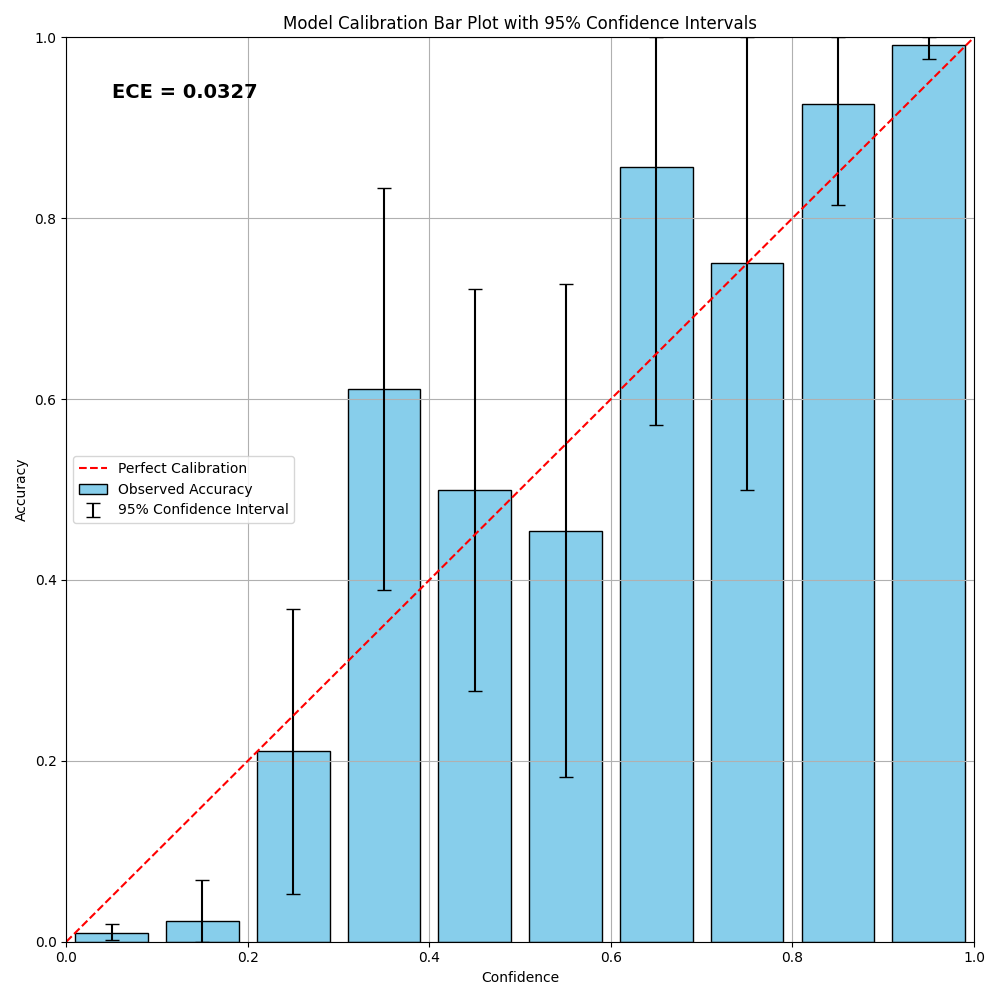 Model Calibration Bar Plot with 95% Confidence Intervals
ECE = 0.0327
1.0
0.8
0.6
0.4
0.2
0.0
Accuracy
Perfect Calibration
Observed Accuracy
95% Confidence Interval
0.0 0.2 0.4 0.6 0.8 1.0
Confidence